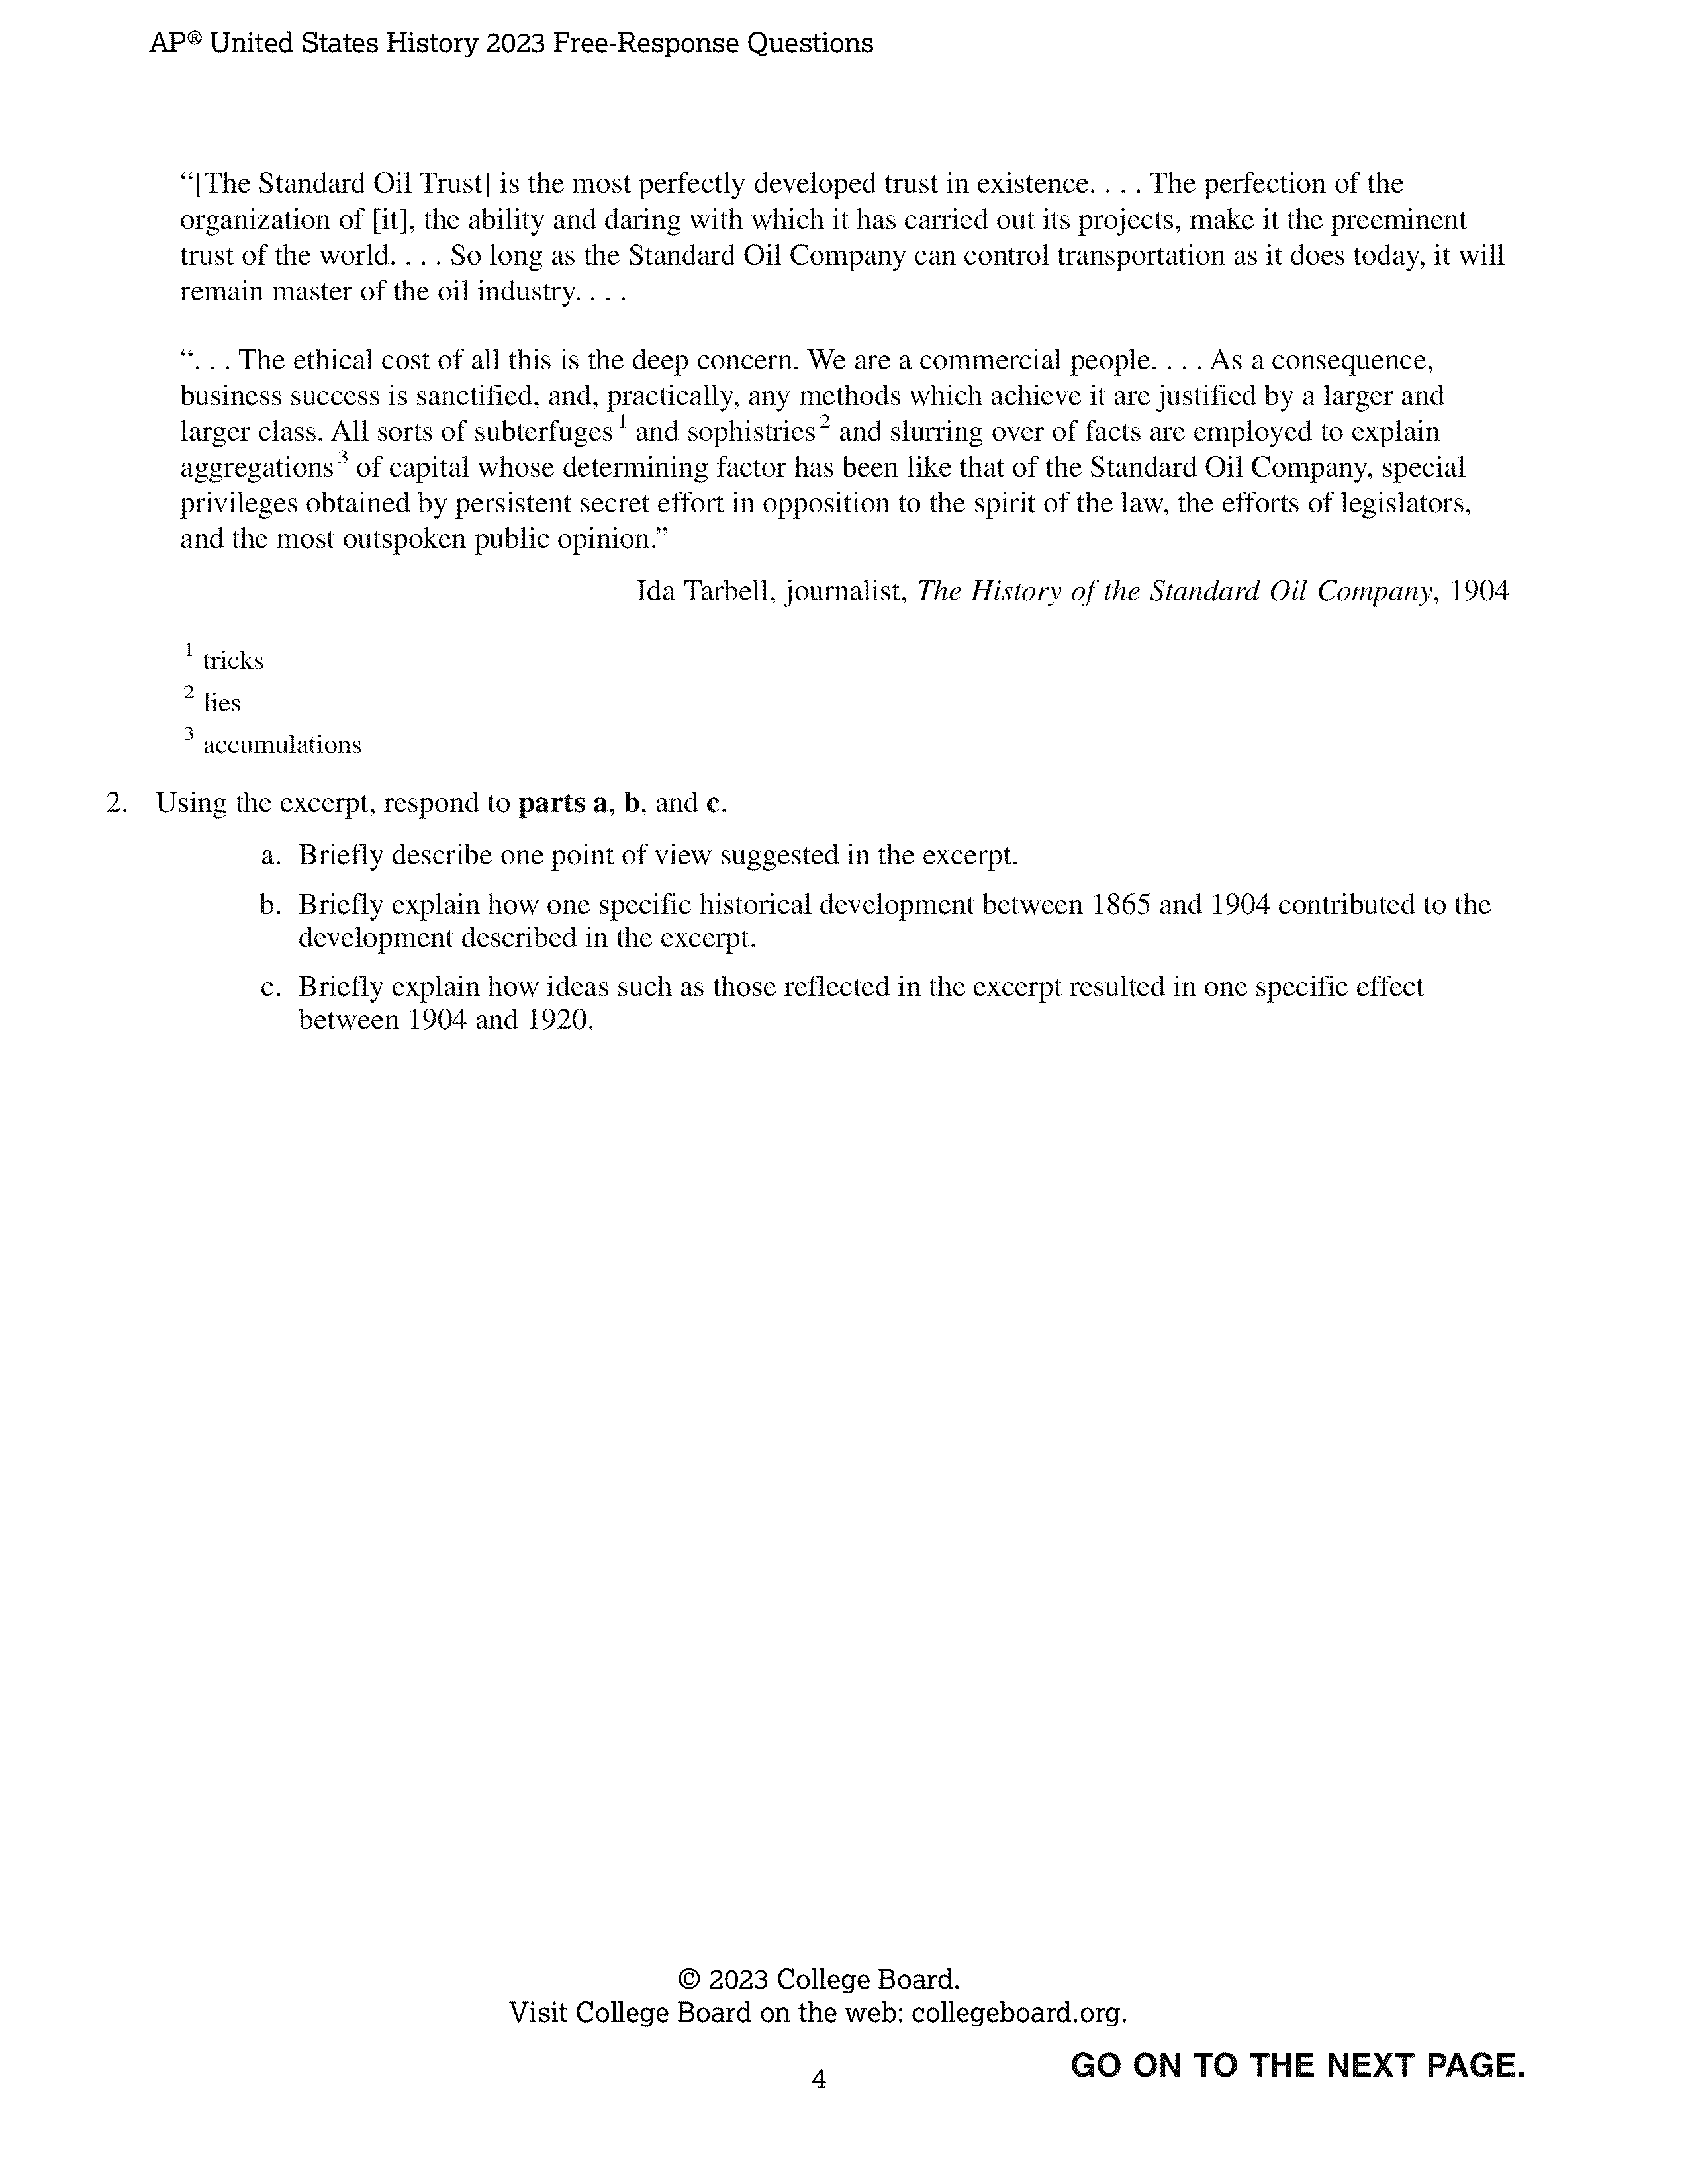 AP® United States History 2023 Free-Response Questions
“[The Standard Oil Trust] is the most perfectly developed trust in existence. . . . The perfection of the
organization of [it], the ability and daring with which it has carried out its projects, make it the preeminent
trust of the world. . . . So long as the Standard Oil Company can control transportation as it does today, it will
remain master of the oil industry. . . .
“. . . The ethical cost of all this is the deep concern. We are a commercial people. . . . As a consequence,
business success is sanctified, and, practically, any methods which achieve it are justified by a larger and
larger class. All sorts of subterfuges 1 and sophistries 2 and slurring over of facts are employed to explain
aggregations 3 of capital whose determining factor has been like that of the Standard Oil Company, special
privileges obtained by persistent secret effort in opposition to the spirit of the law, the efforts of legislators,
and the most outspoken public opinion.”
Ida Tarbell, journalist, The History of the Standard Oil Company, 1904
1 tricks
2 lies
3 accumulations
2. Using the excerpt, respond to parts a, b, and c.
a. Briefly describe one point of view suggested in the excerpt.
b. Briefly explain how one specific historical development between 1865 and 1904 contributed to the
development described in the excerpt.
c. Briefly explain how ideas such as those reflected in the excerpt resulted in one specific effect
between 1904 and 1920.
© 2023 College Board.
Visit College Board on the web: collegeboard.org.
GO ON TO THE NEXT PAGE.
4